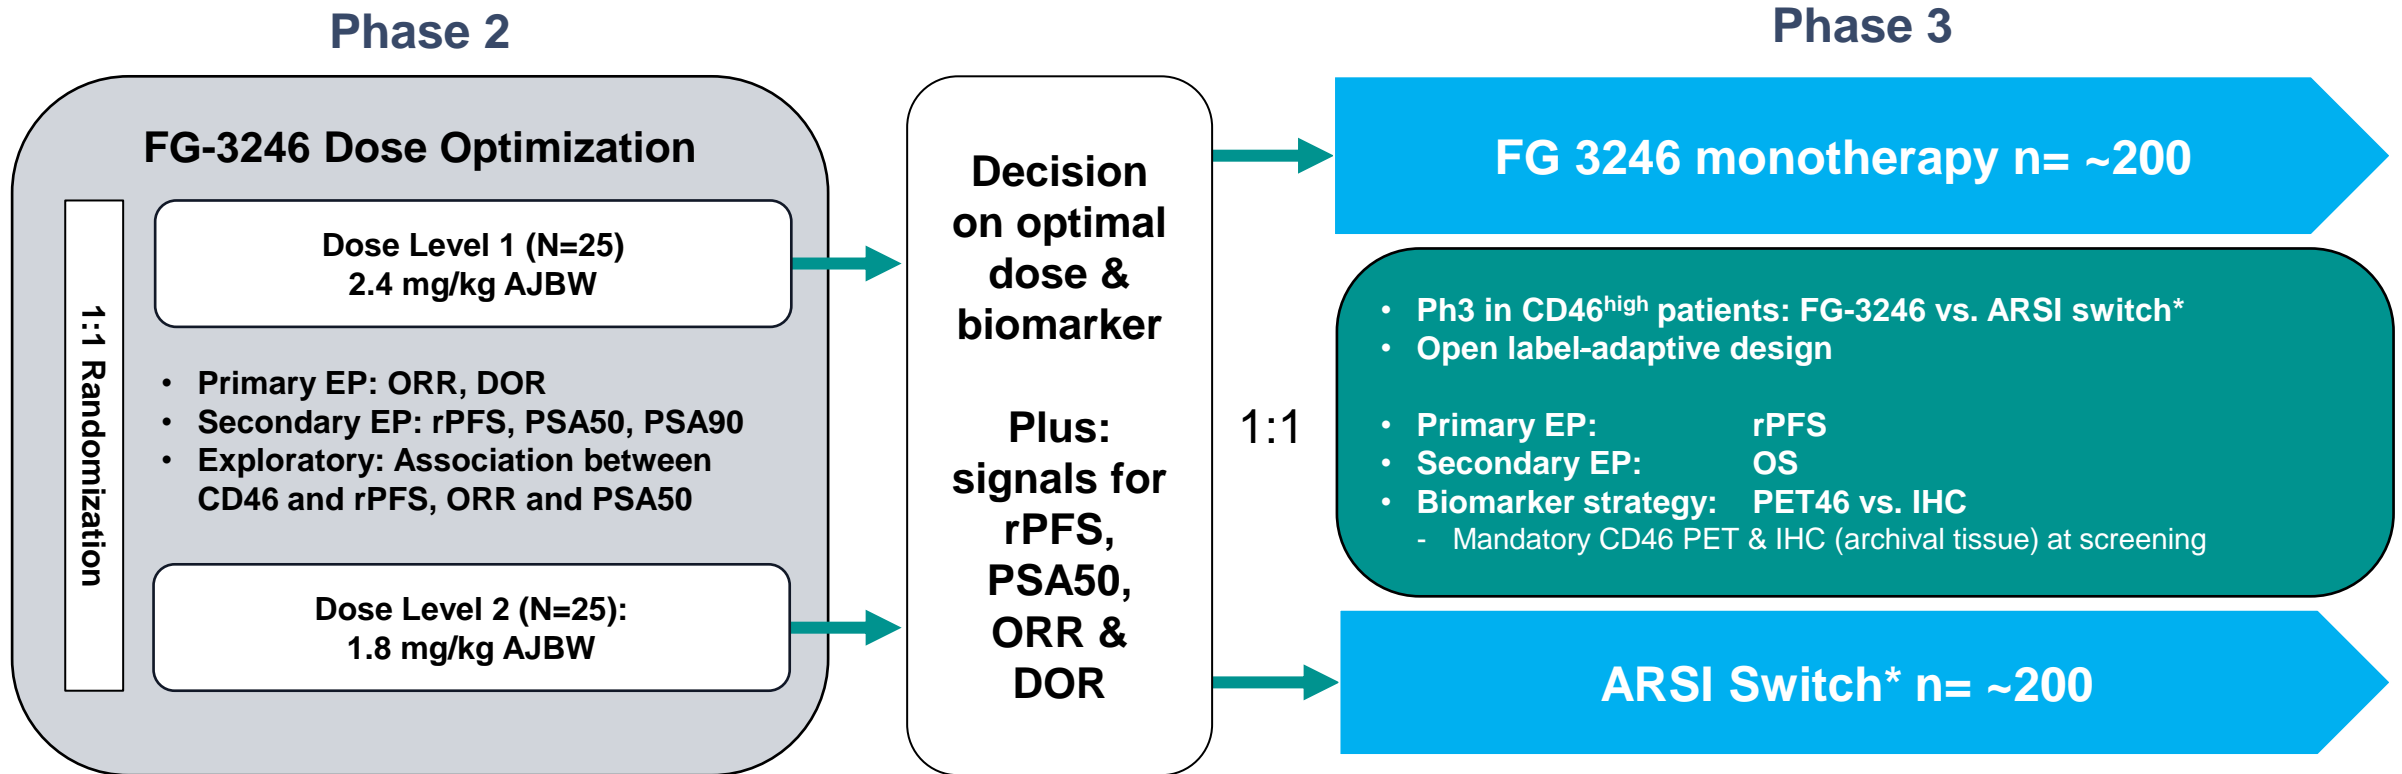 Phase 2
Phase 3
FG-3246 Dose Optimization
1:1 Randomization
Dose Level 1 (N=25)
2.4 mg/kg AJBW
• Primary EP: ORR, DOR
• Secondary EP: rPFS, PSA50, PSA90
• Exploratory: Association between
CD46 and rPFS, ORR and PSA50
Dose Level 2 (N=25):
1.8 mg/kg AJBW
Decision
on optimal
dose &
biomarker
Plus:
signals for
rPFS,
PSA50,
ORR &
DOR
1:1
FG 3246 monotherapy n= ~200
• Ph3 in CD46high patients: FG-3246 vs. ARSI switch*
• Open label-adaptive design
• Primary EP: rPFS
• Secondary EP: OS
• Biomarker strategy: PET46 vs. IHC
- Mandatory CD46 PET & IHC (archival tissue) at screening
ARSI Switch* n= ~200